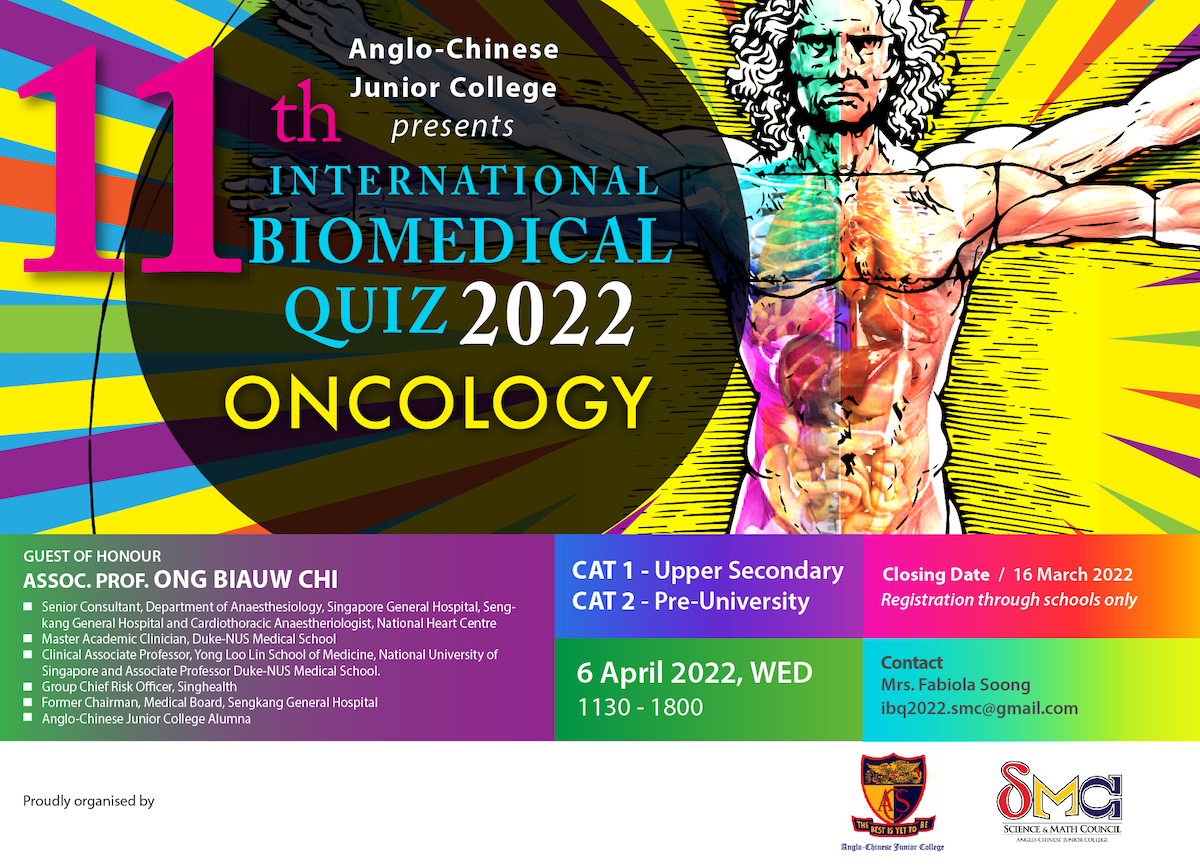 11th
Anglo-Chinese
Junior College
presents
INTERNATIONAL
BIOMEDICAL
QUIZ 2022
ONCOLOGY
GUEST OF HONOUR
ASSOC. PROF. ONG BIAUW CHI
Senior Consultant, Department of Anaesthesiology, Singapore General Hospital, Seng-
kang General Hospital and Cardiothoracic Anaestheriologist, National Heart Centre
Master Academic Clinician, Duke-NUS Medical School
Clinical Associate Professor, Yong Loo Lin School of Medicine, National University of
Singapore and Associate Professor Duke-NUS Medical School.
Group Chief Risk Officer, Singhealth
Former Chairman, Medical Board, Sengkang General Hospital
Anglo-Chinese Junior College Alumna
CAT 1 - Upper Secondary
CAT 2 - Pre-University
6 April 2022, WED
1130 - 1800
Closing Date / 16 March 2022
Registration through schools only
Contact
Mrs. Fabiola Soong
ibq2022.smc@gmail.com
Proudly organised by
ACS
THE BEST IS YET TO BE
Anglo-Chinese Junior College
SMC
SCIENCE & MATH COUNCIL
ANGLO-CHINESE JUNIOR COLLEGE